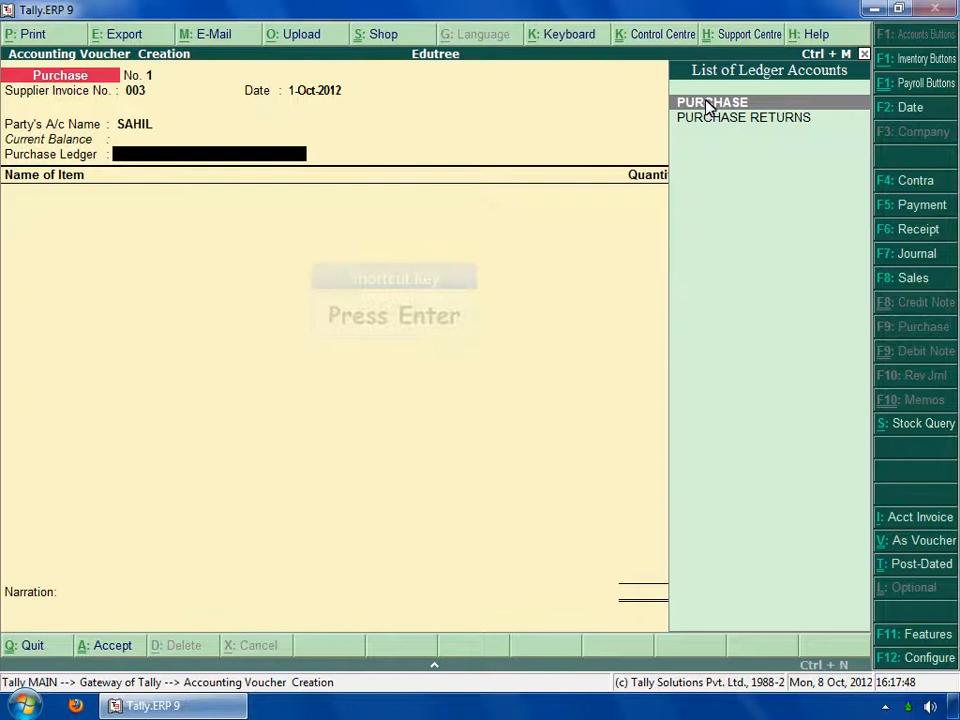 Tally.ERP 9
P: Print E: Export M: E-Mail O: Upload S: Shop G: Language K: Keyboard K: Control Centre H: Support Centre H: Help
F1: Accounts Buttons
Accounting Voucher Creation Edutree Ctrl + M
F1: Inventory Buttons
Purchase No. 1
List of Ledger Accounts
Supplier Invoice No. : 003 Date : 1-Oct-2012
F1: Payroll Buttons
PURCHASE
F2: Date
PURCHASE RETURNS
Party's A/c Name : SAHIL
F3: Company
Current Balance :
Purchase Ledger :
Name of Item Quanti
F4: Contra
F5: Payment
F6: Receipt
F7: Journal
shortcut key
F8: Sales
F8: Credit Note
Press Enter
F9: Purchase
F9: Debit Note
F10: Rev Jrnl
F10: Memos
S: Stock Query
I: Acct Invoice
V: As Voucher
T: Post-Dated
L: Optional
Narration:
F11: Features
Q: Quit A: Accept D: Delete X: Cancel
F12: Configure
Ctrl + N
Tally MAIN --> Gateway of Tally --> Accounting Voucher Creation (c) Tally Solutions Pvt. Ltd., 1988-2 Mon, 8 Oct, 2012 16:17:48
Tally.ERP 9